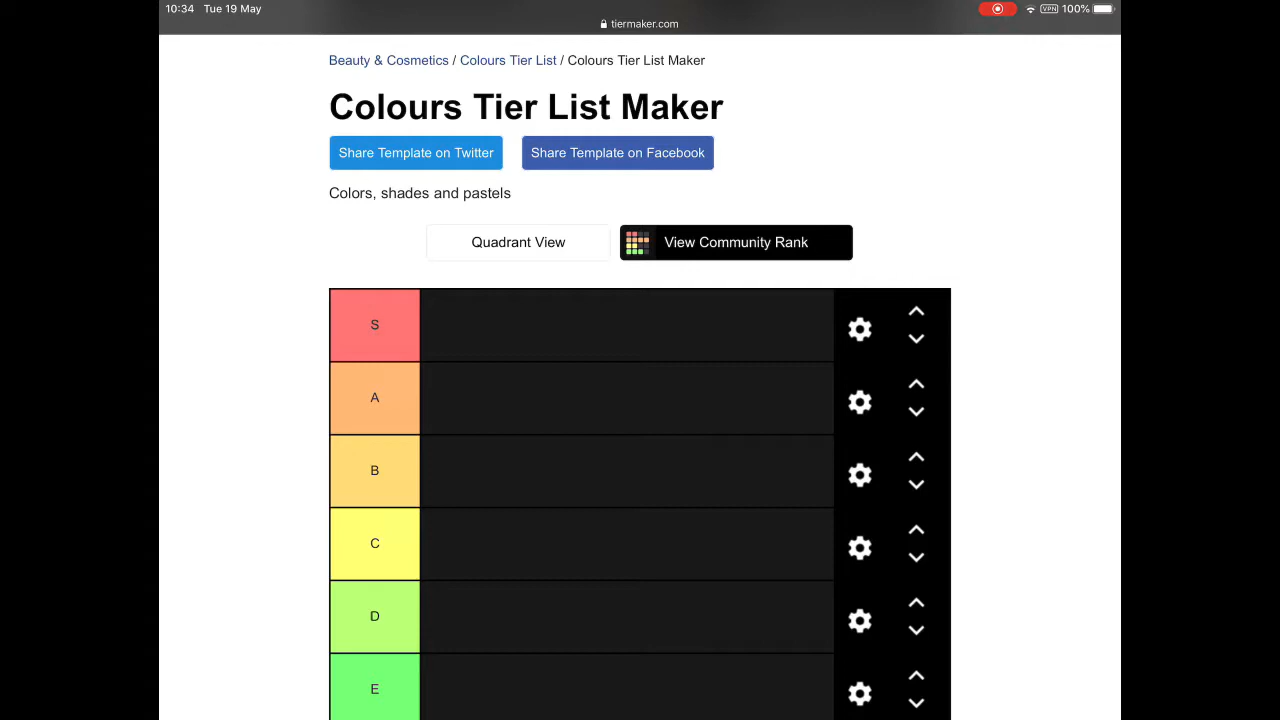 10:34 Tue 19 May
VPN 100%
tiermaker.com
Beauty & Cosmetics / Colours Tier List / Colours Tier List Maker
Colours Tier List Maker
Share Template on Twitter Share Template on Facebook
Colors, shades and pastels
Quadrant View View Community Rank
S
A
B
C
D
E